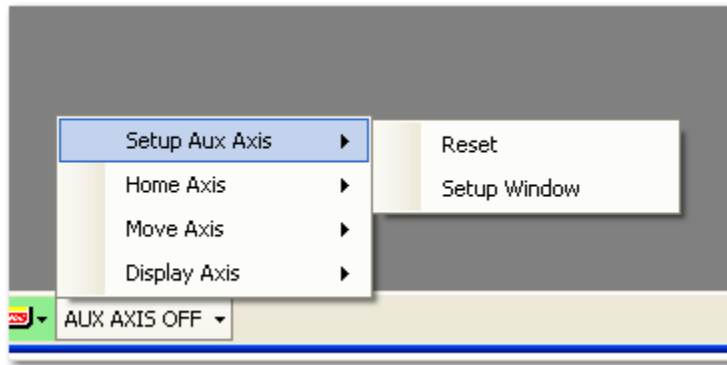 Setup Aux Axis
Reset
Home Axis
Setup Window
Move Axis
Display Axis
AUX AXIS OFF